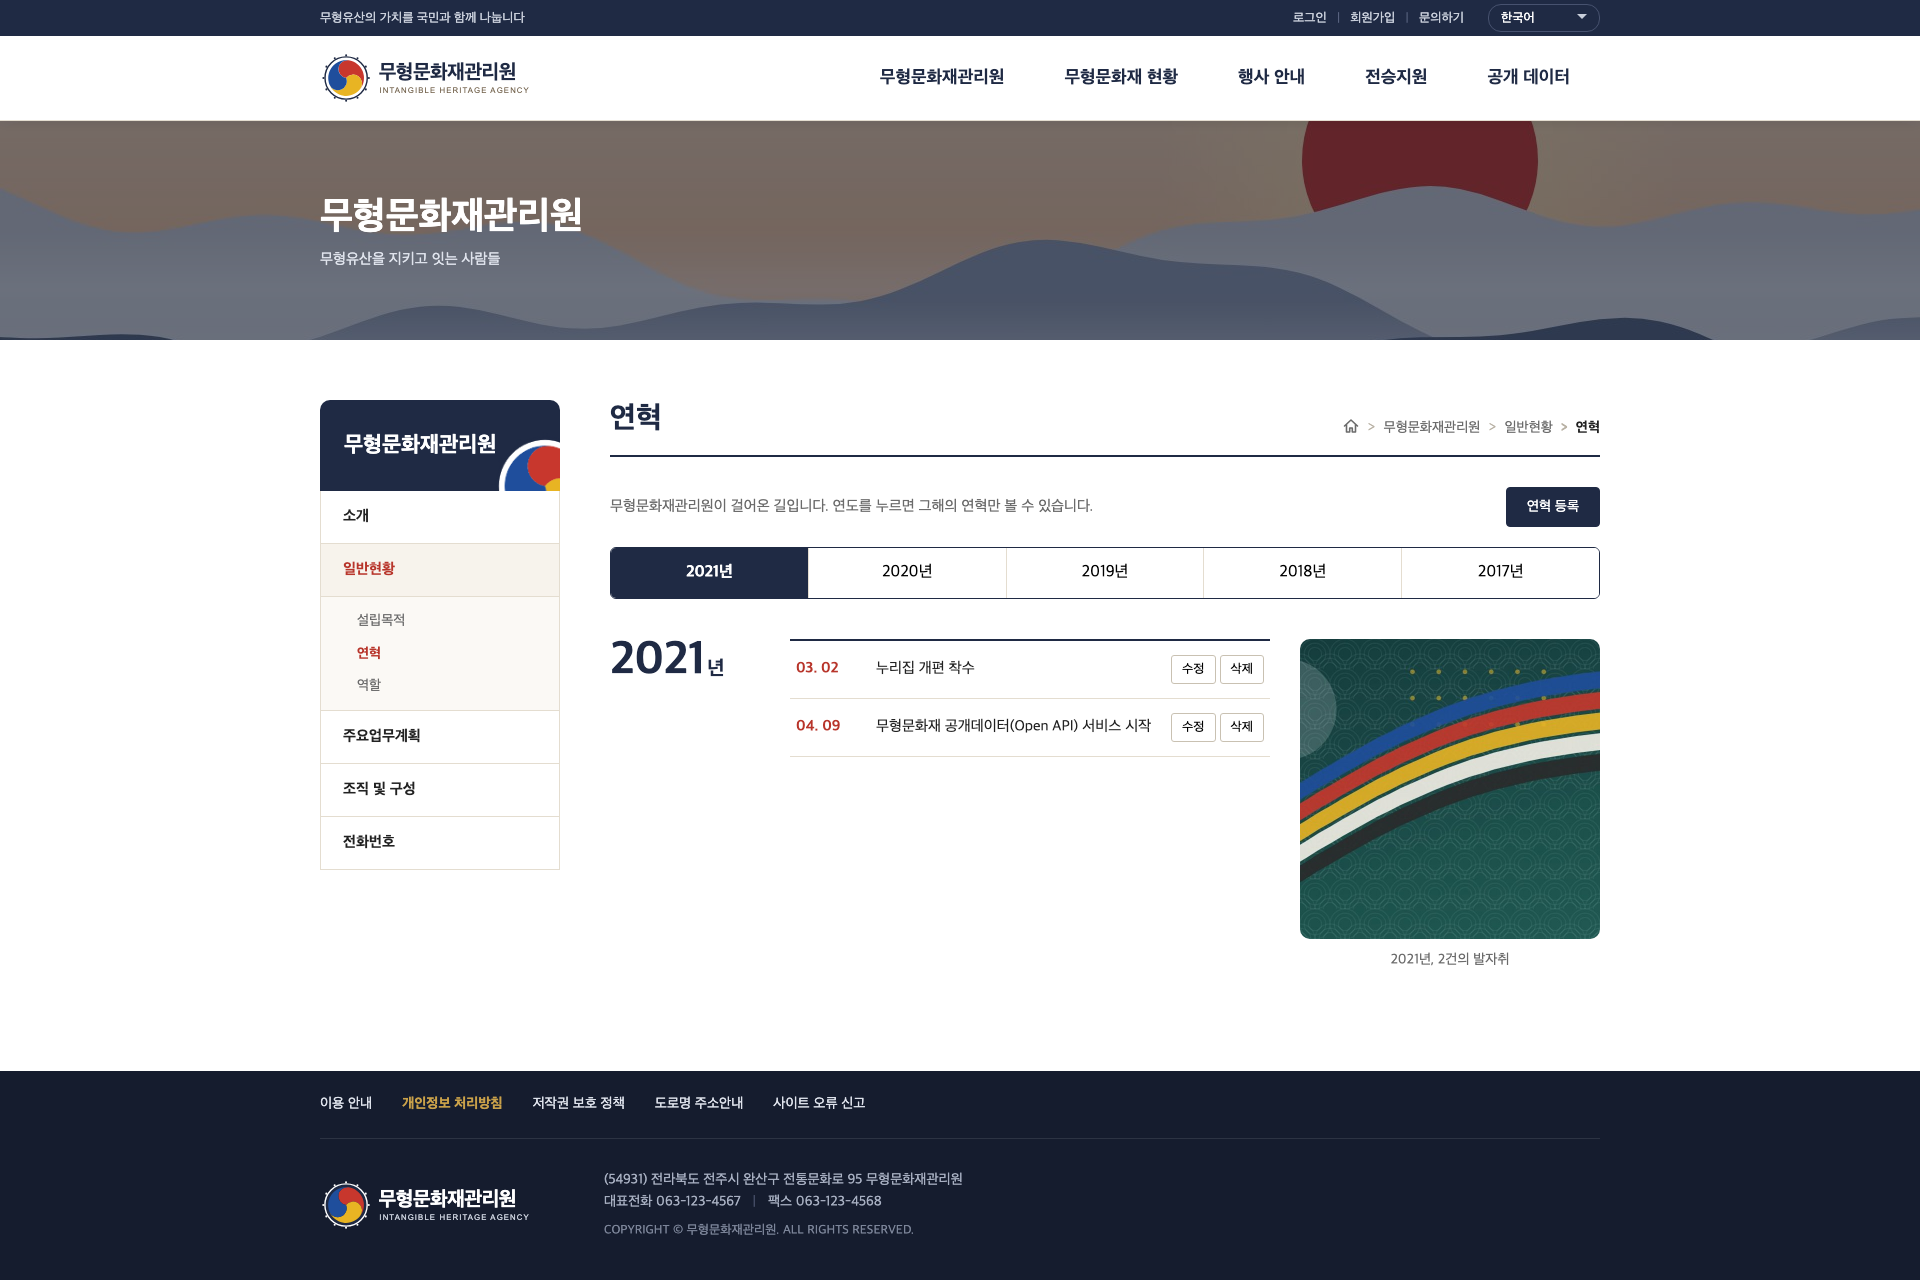 무형유산의 가치를 국민과 함께 나눕니다
로그인 | 회원가입 | 문의하기
한국어
무형문화재관리원
INTANGIBLE HERITAGE AGENCY
무형문화재관리원
무형문화재 현황
행사 안내
전승지원
공개 데이터
무형문화재관리원
무형유산을 지키고 잇는 사람들
무형문화재관리원
소개
일반현황
설립목적
연혁
역할
주요업무계획
조직 및 구성
전화번호
연혁
> 무형문화재관리원 > 일반현황 > 연혁
무형문화재관리원이 걸어온 길입니다. 연도를 누르면 그해의 연혁만 볼 수 있습니다.
연혁 등록
2021년
2020년
2019년
2018년
2017년
2021년
03. 02 누리집 개편 착수 수정 삭제
04. 09 무형문화재 공개데이터(Open API) 서비스 시작 수정 삭제
2021년, 2건의 발자취
이용 안내
개인정보 처리방침
저작권 보호 정책
도로명 주소안내
사이트 오류 신고
무형문화재관리원
INTANGIBLE HERITAGE AGENCY
(54931) 전라북도 전주시 완산구 전통문화로 95 무형문화재관리원
대표전화 063-123-4567 | 팩스 063-123-4568
COPYRIGHT © 무형문화재관리원. ALL RIGHTS RESERVED.